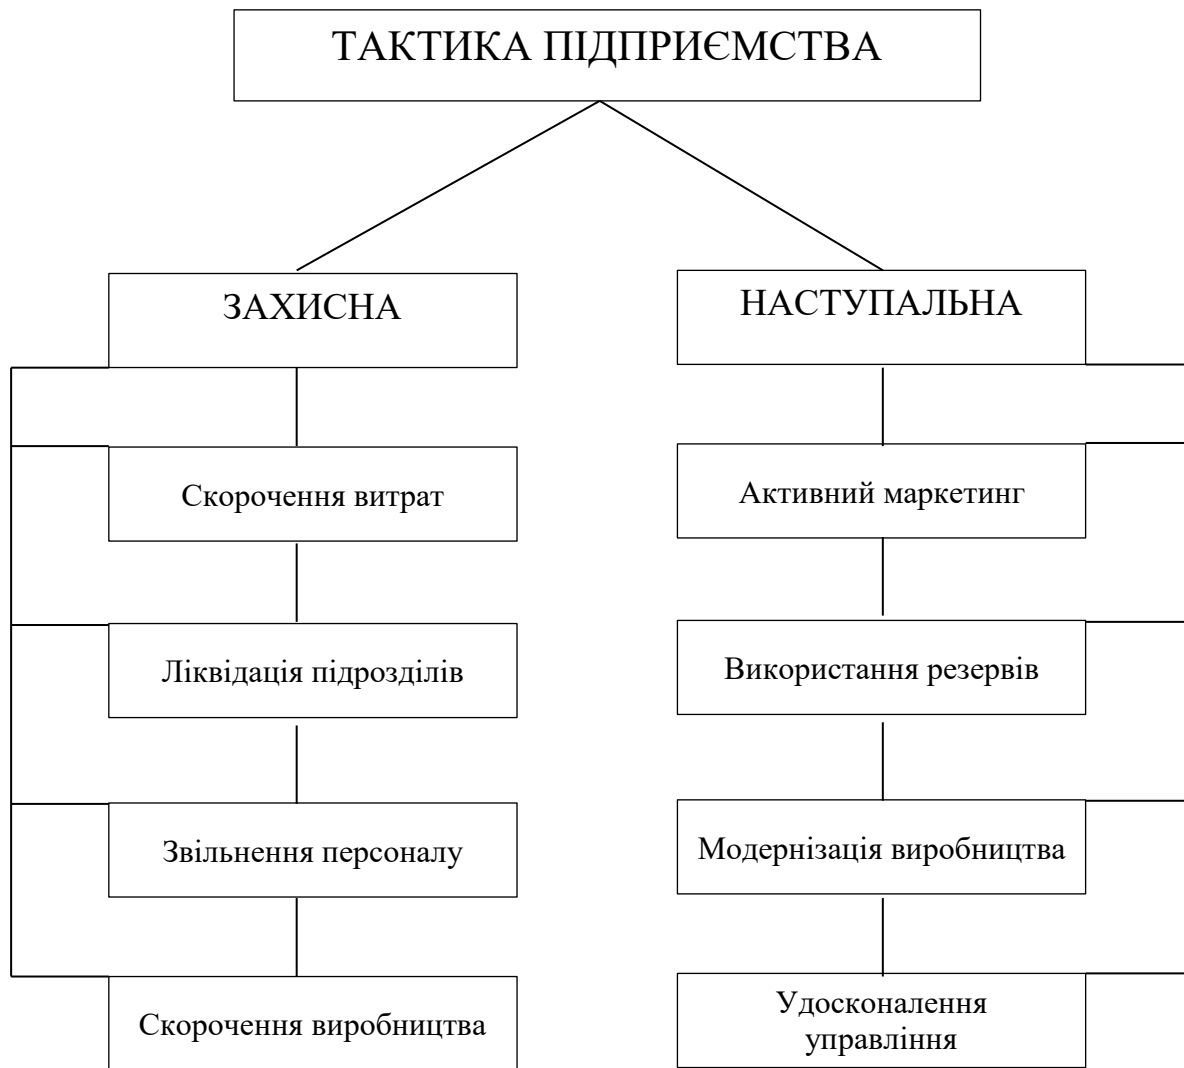 ТАКТИКА ПІДПРИЄМСТВА
ЗАХИСНА
НАСТУПАЛЬНА
Скорочення витрат
Активний маркетинг
Ліквідація підрозділів
Використання резервів
Звільнення персоналу
Модернізація виробництва
Скорочення виробництва
Удосконалення
управління